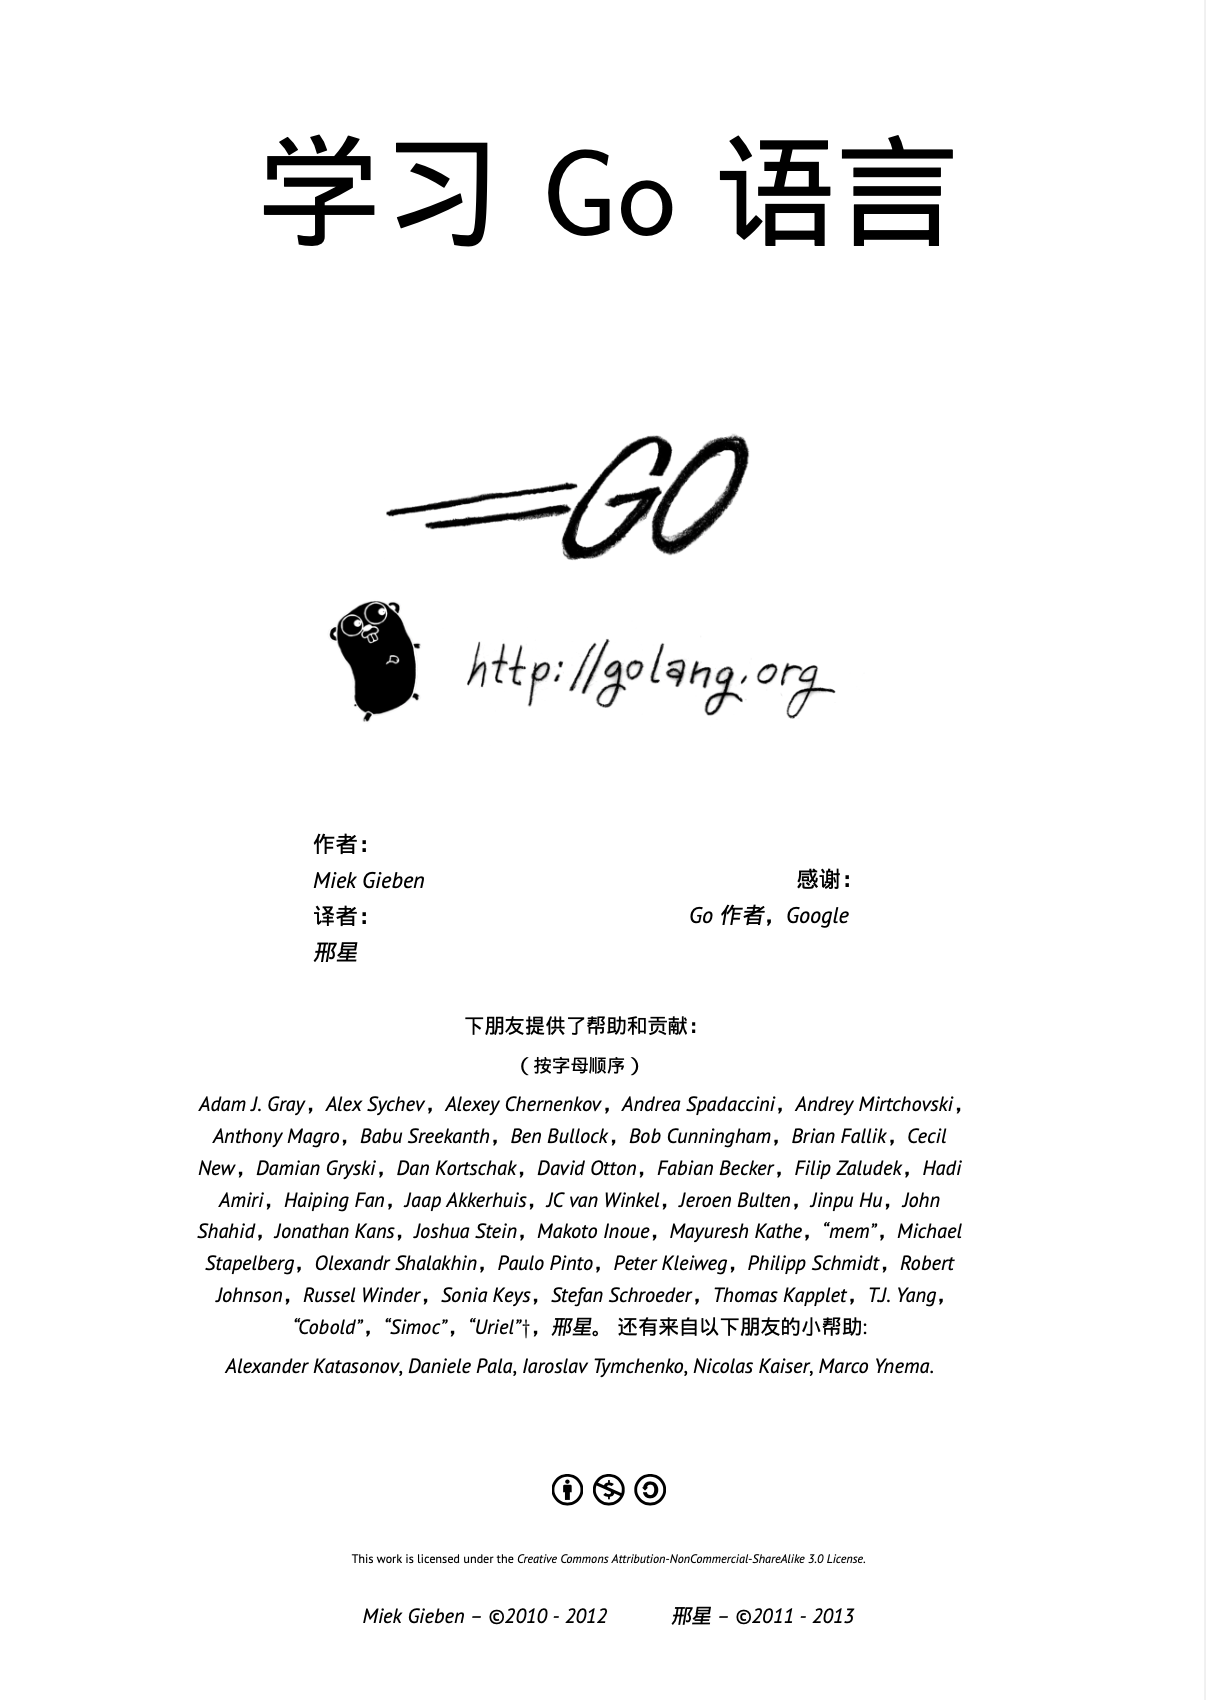 学习 Go 语言
GO
http://golang.org
作者：
Miek Gieben
译者：
邢星
感谢：
Go 作者，Google
下朋友提供了帮助和贡献：
（按字母顺序）
Adam J. Gray，Alex Sychev，Alexey Chernenkov，Andrea Spadaccini，Andrey Mirtchovski，
Anthony Magro，Babu Sreekanth，Ben Bullock，Bob Cunningham，Brian Fallik，Cecil
New，Damian Gryski，Dan Kortschak，David Otton，Fabian Becker，Filip Zaludek，Hadi
Amiri，Haiping Fan，Jaap Akkerhuis，JC van Winkel，Jeroen Bulten，Jinpu Hu，John
Shahid，Jonathan Kans，Joshua Stein，Makoto Inoue，Mayuresh Kathe，“mem”，Michael
Stapelberg，Olexandr Shalakhin，Paulo Pinto，Peter Kleiweg，Philipp Schmidt，Robert
Johnson，Russel Winder，Sonia Keys，Stefan Schroeder，Thomas Kapplet，T.J. Yang，
“Cobold”，“Simoc”，“Uriel”†，邢星。 还有来自以下朋友的小帮助:
Alexander Katasonov, Daniele Pala, Iaroslav Tymchenko, Nicolas Kaiser, Marco Ynema.
This work is licensed under the Creative Commons Attribution-NonCommercial-ShareAlike 3.0 License.
Miek Gieben – ©2010 - 2012 邢星 – ©2011 - 2013